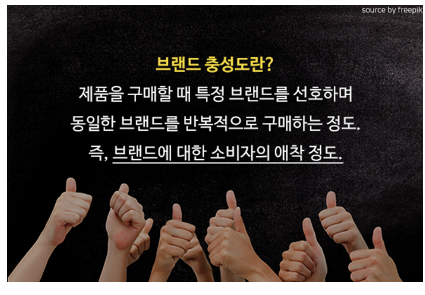 source by freepik
브랜드 충성도란?
제품을 구매할 때 특정 브랜드를 선호하며
동일한 브랜드를 반복적으로 구매하는 정도.
즉, 브랜드에 대한 소비자의 애착 정도.